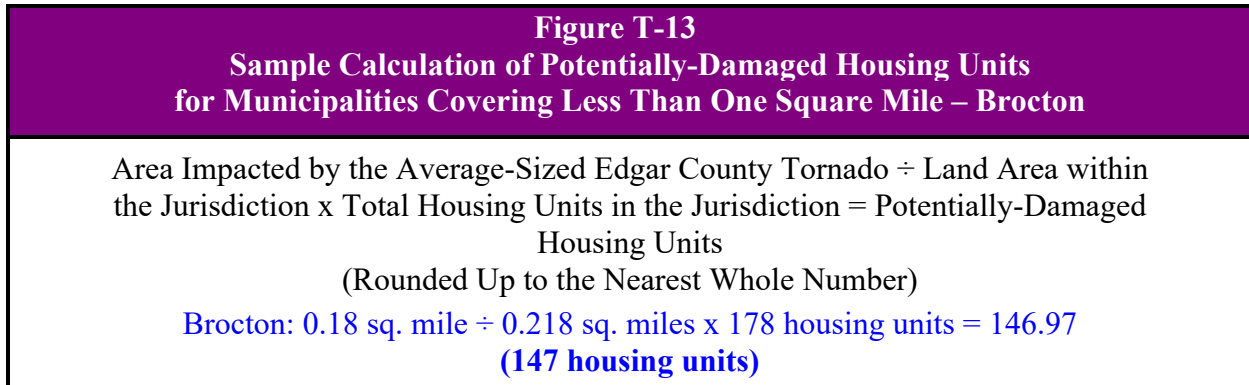 Figure T-13
Sample Calculation of Potentially-Damaged Housing Units
for Municipalities Covering Less Than One Square Mile – Brocton
Area Impacted by the Average-Sized Edgar County Tornado ÷ Land Area within
the Jurisdiction x Total Housing Units in the Jurisdiction = Potentially-Damaged
Housing Units
(Rounded Up to the Nearest Whole Number)
Brocton: 0.18 sq. mile ÷ 0.218 sq. miles x 178 housing units = 146.97
(147 housing units)